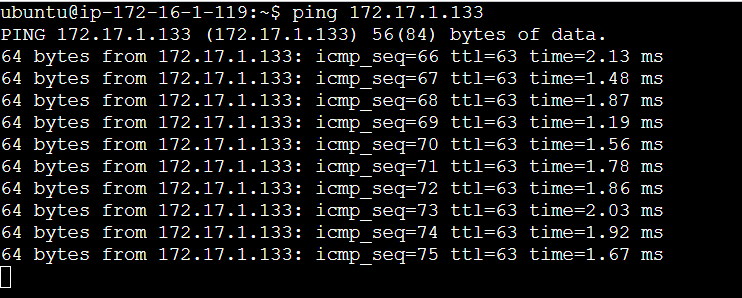 ubuntu@ip-172-16-1-119:~$ ping 172.17.1.133
PING 172.17.1.133 (172.17.1.133) 56(84) bytes of data.
64 bytes from 172.17.1.133: icmp_seq=66 ttl=63 time=2.13 ms
64 bytes from 172.17.1.133: icmp_seq=67 ttl=63 time=1.48 ms
64 bytes from 172.17.1.133: icmp_seq=68 ttl=63 time=1.87 ms
64 bytes from 172.17.1.133: icmp_seq=69 ttl=63 time=1.19 ms
64 bytes from 172.17.1.133: icmp_seq=70 ttl=63 time=1.56 ms
64 bytes from 172.17.1.133: icmp_seq=71 ttl=63 time=1.78 ms
64 bytes from 172.17.1.133: icmp_seq=72 ttl=63 time=1.86 ms
64 bytes from 172.17.1.133: icmp_seq=73 ttl=63 time=2.03 ms
64 bytes from 172.17.1.133: icmp_seq=74 ttl=63 time=1.92 ms
64 bytes from 172.17.1.133: icmp_seq=75 ttl=63 time=1.67 ms